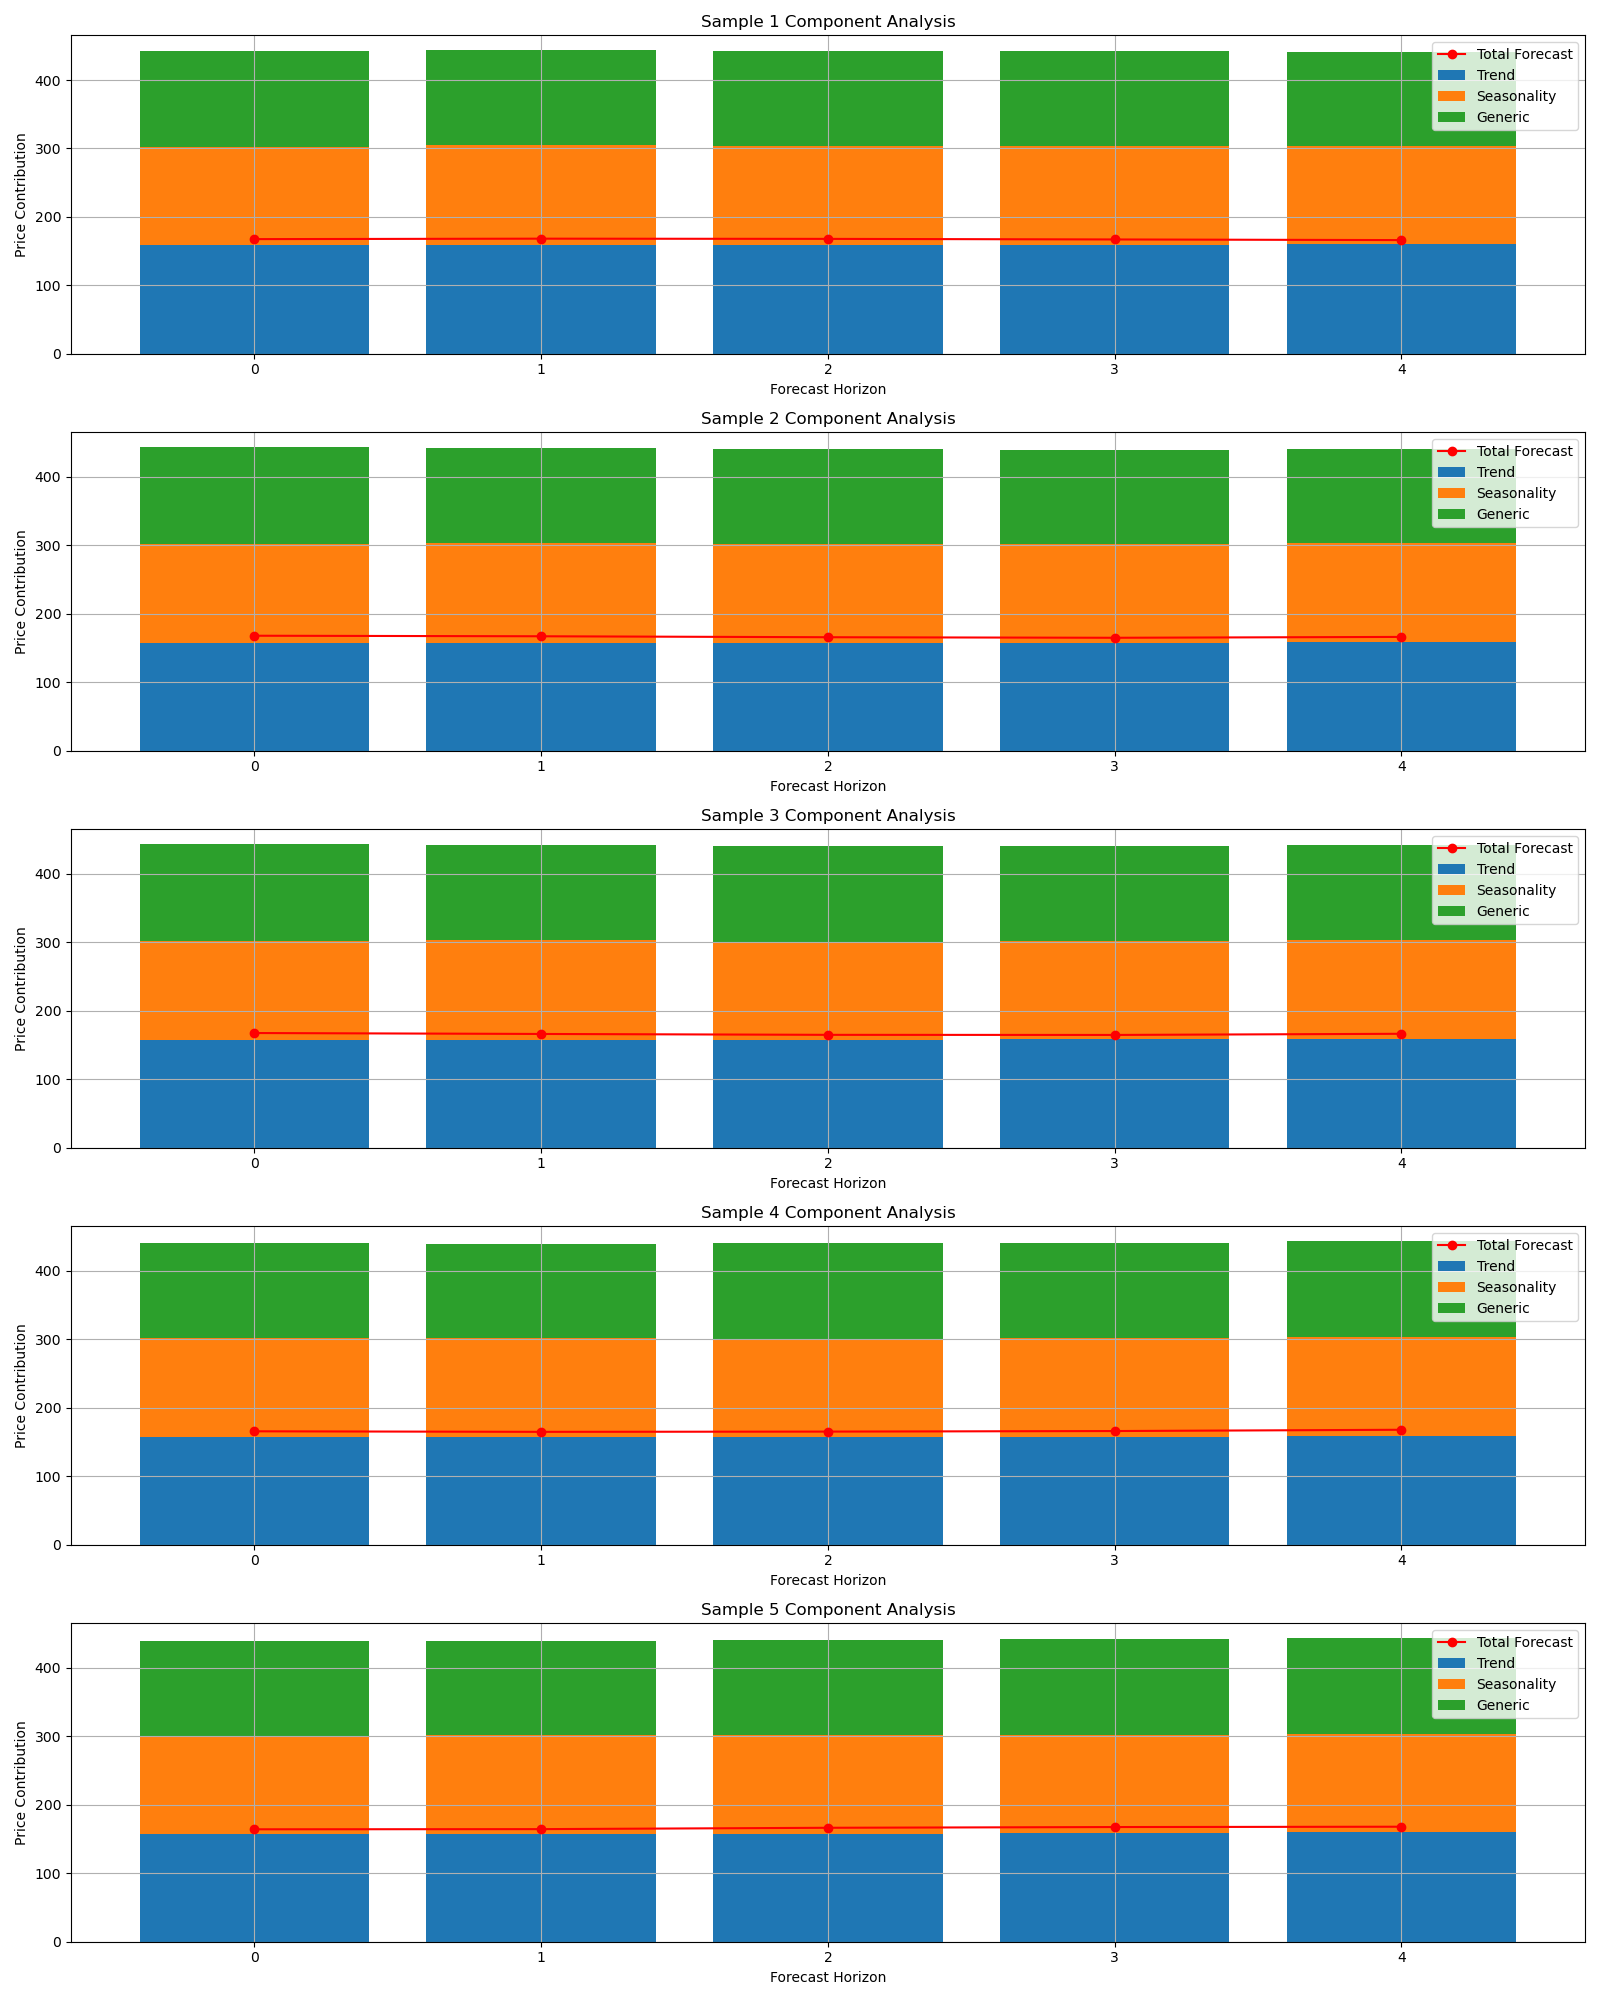 Sample 1 Component Analysis
Price Contribution
400
300
200
100
0
Total Forecast
Trend
Seasonality
Generic
0 1 2 3 4
Forecast Horizon
Sample 2 Component Analysis
Price Contribution
400
300
200
100
0
Total Forecast
Trend
Seasonality
Generic
0 1 2 3 4
Forecast Horizon
Sample 3 Component Analysis
Price Contribution
400
300
200
100
0
Total Forecast
Trend
Seasonality
Generic
0 1 2 3 4
Forecast Horizon
Sample 4 Component Analysis
Price Contribution
400
300
200
100
0
Total Forecast
Trend
Seasonality
Generic
0 1 2 3 4
Forecast Horizon
Sample 5 Component Analysis
Price Contribution
400
300
200
100
0
Total Forecast
Trend
Seasonality
Generic
0 1 2 3 4
Forecast Horizon